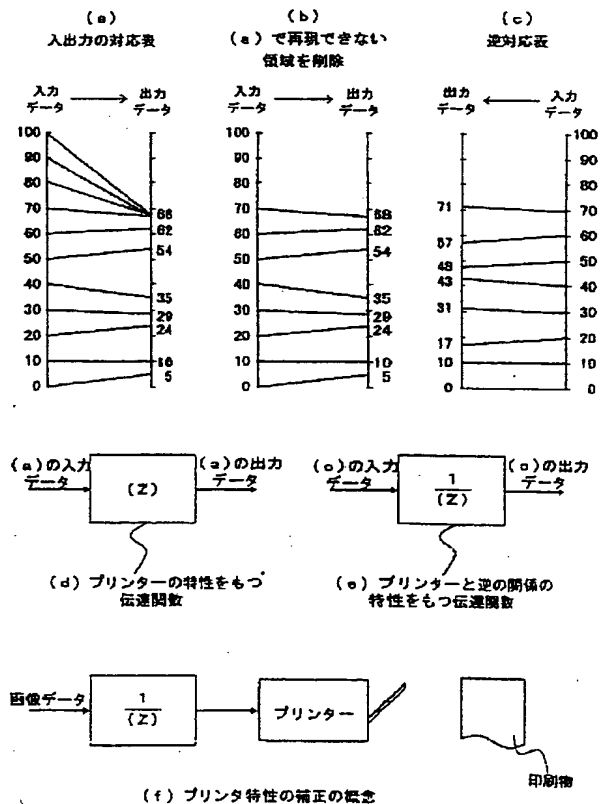 (a)
入出力の対応表
入力
データ
出力
データ
100
90
80
70
60
50
40
30
20
10
0
66
62
54
35
29
24
10
5
(b)
(a)で再現できない
領域を削除
入力
データ
出力
データ
100
90
80
70
60
50
40
30
20
10
0
68
62
54
35
29
24
10
5
(c)
逆対応表
出力
データ
入力
データ
71
57
48
43
31
17
10
0
100
90
80
70
60
50
40
30
20
10
0
(a)の入力
データ
(Z)
(a)の出力
データ
(d)プリンターの特性をもつ
伝達関数
(c)の入力
データ
1
(Z)
(c)の出力
データ
(e)プリンターと逆の関係の
特性をもつ伝達関数
画像データ
1
(Z)
プリンター
印刷物
(f)プリンタ特性の補正の概念